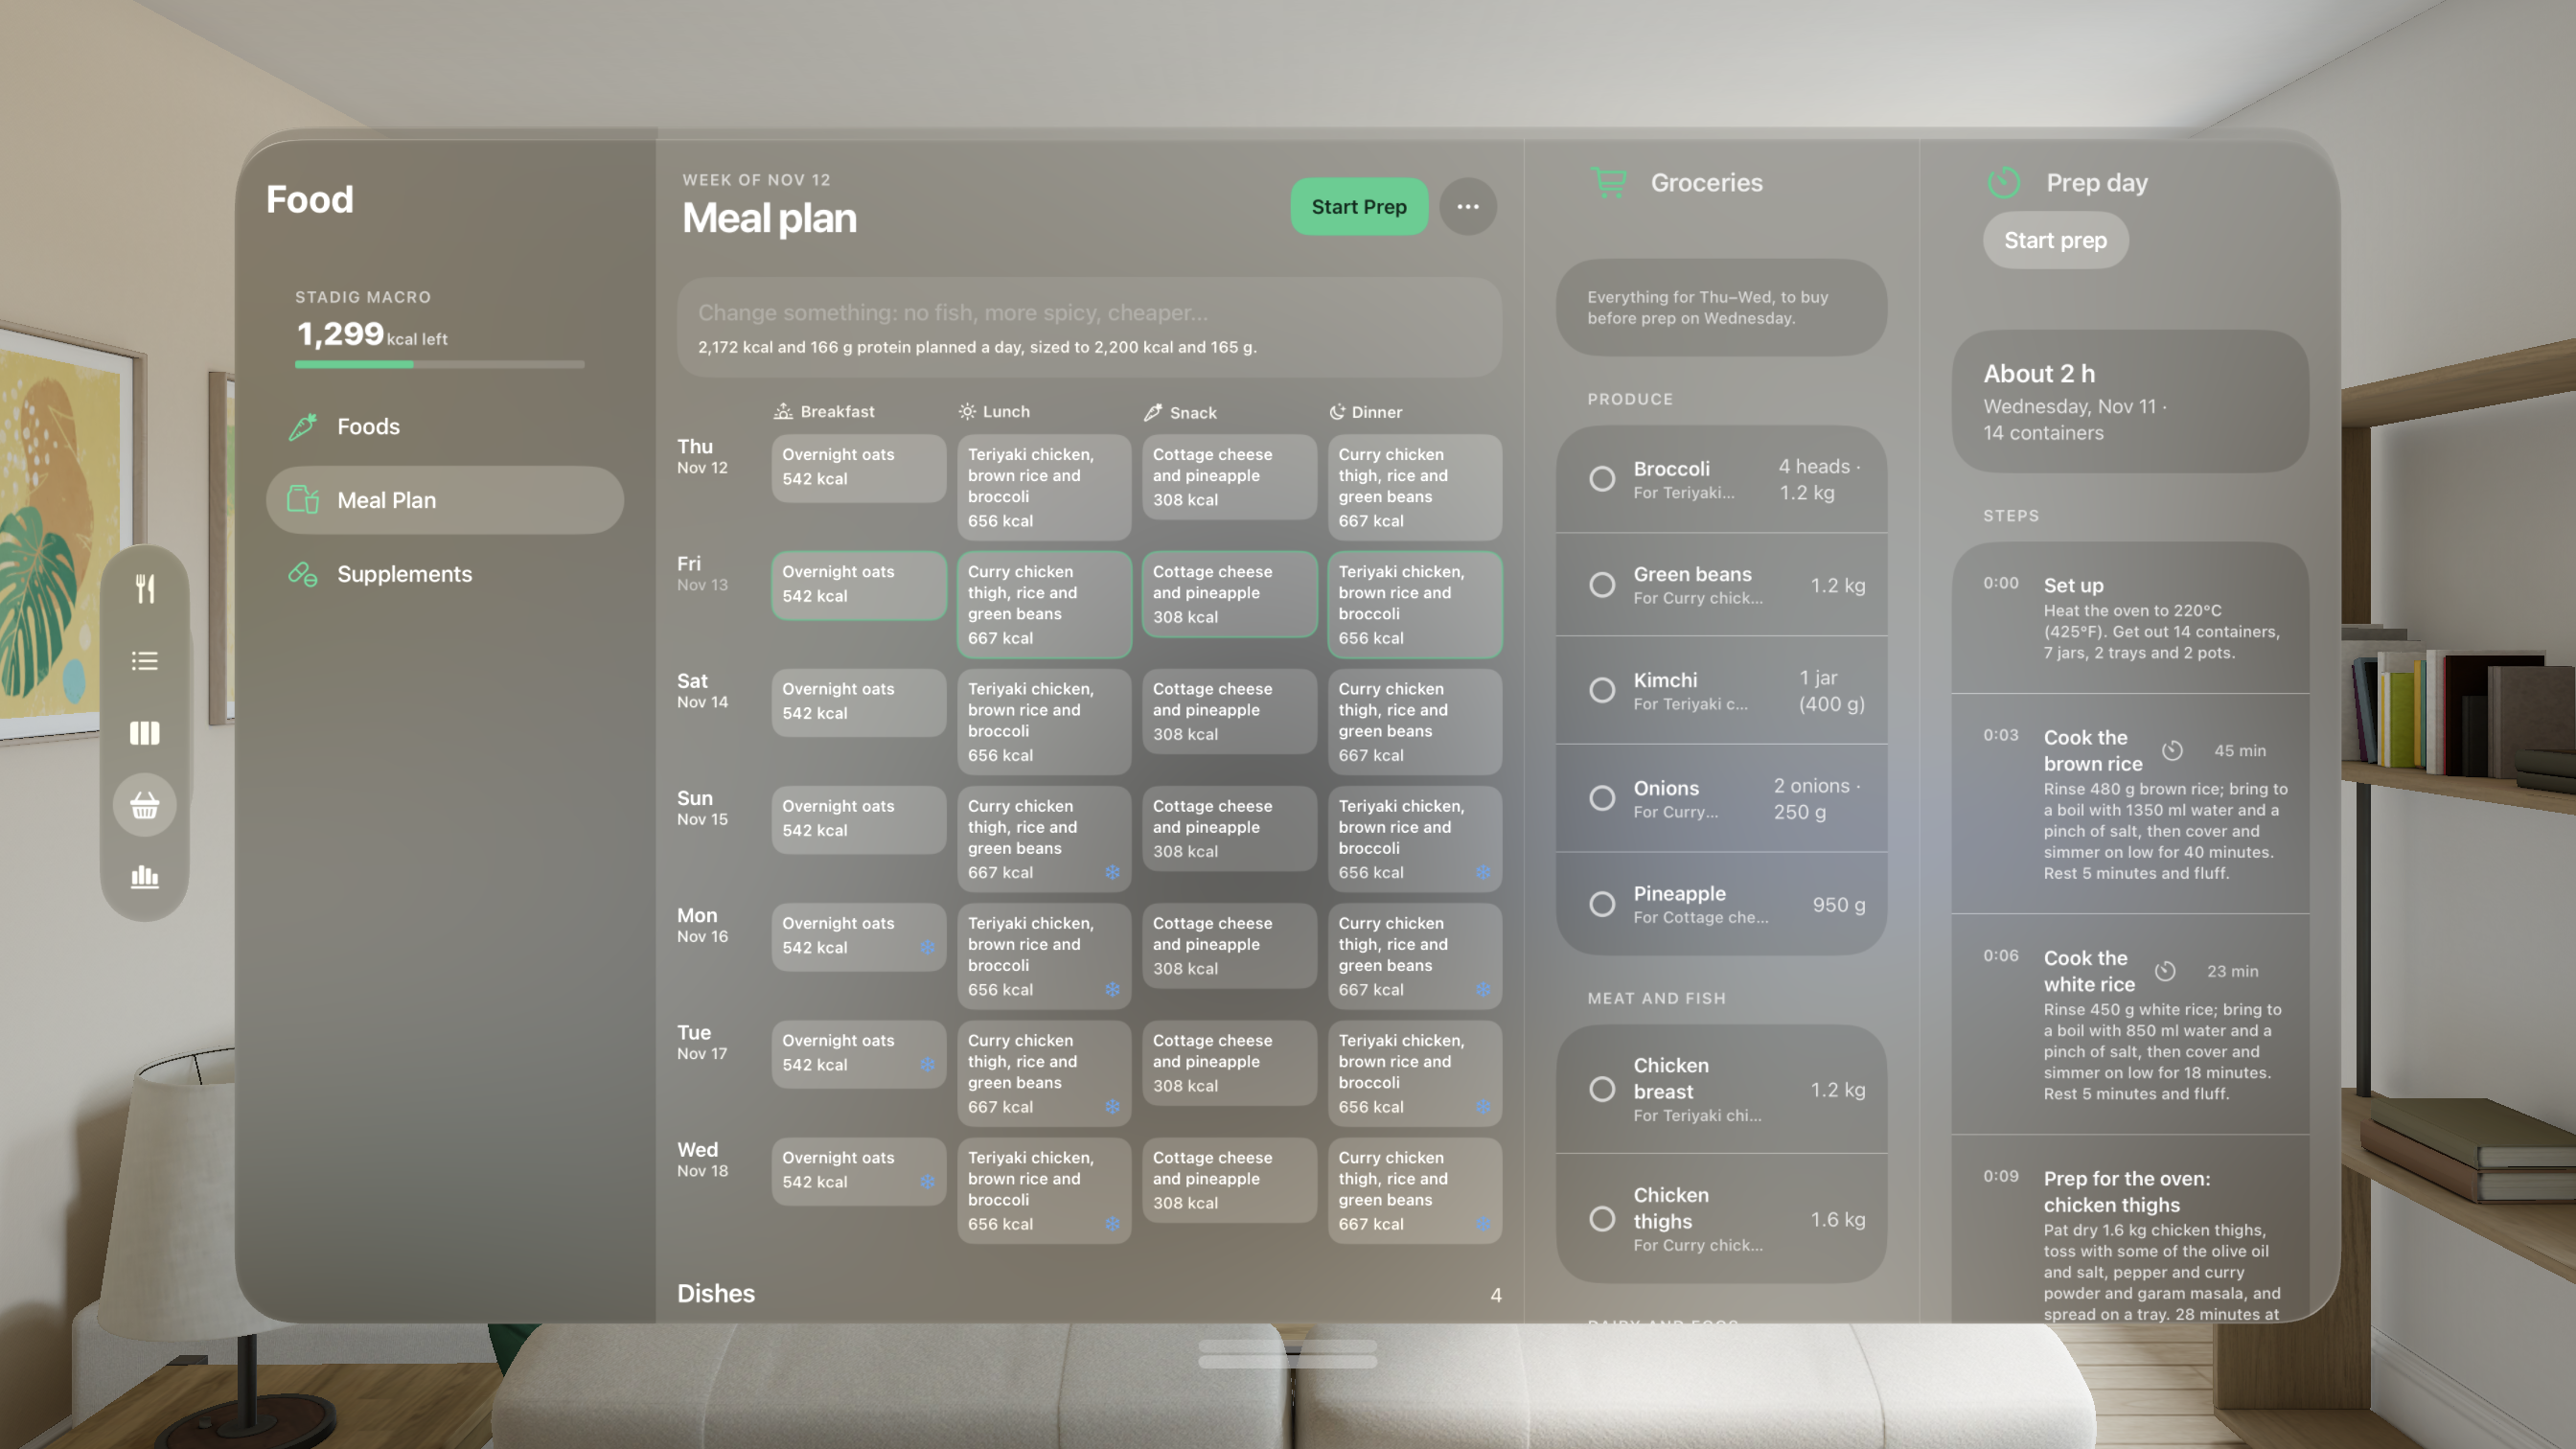 Food
STADIG MACRO
1,299 kcal left
Foods
Meal Plan
Supplements
WEEK OF NOV 12
Meal plan
Start Prep
Change something: no fish, more spicy, cheaper...
2,172 kcal and 166 g protein planned a day, sized to 2,200 kcal and 165 g.
Breakfast
Lunch
Snack
Dinner
Thu
Nov 12
Overnight oats
542 kcal
Teriyaki chicken,
brown rice and
broccoli
656 kcal
Cottage cheese
and pineapple
308 kcal
Curry chicken
thigh, rice and
green beans
667 kcal
Fri
Nov 13
Overnight oats
542 kcal
Curry chicken
thigh, rice and
green beans
667 kcal
Cottage cheese
and pineapple
308 kcal
Teriyaki chicken,
brown rice and
broccoli
656 kcal
Sat
Nov 14
Overnight oats
542 kcal
Teriyaki chicken,
brown rice and
broccoli
656 kcal
Cottage cheese
and pineapple
308 kcal
Curry chicken
thigh, rice and
green beans
667 kcal
Sun
Nov 15
Overnight oats
542 kcal
Curry chicken
thigh, rice and
green beans
667 kcal
Cottage cheese
and pineapple
308 kcal
Teriyaki chicken,
brown rice and
broccoli
656 kcal
Mon
Nov 16
Overnight oats
542 kcal
Teriyaki chicken,
brown rice and
broccoli
656 kcal
Cottage cheese
and pineapple
308 kcal
Curry chicken
thigh, rice and
green beans
667 kcal
Tue
Nov 17
Overnight oats
542 kcal
Curry chicken
thigh, rice and
green beans
667 kcal
Cottage cheese
and pineapple
308 kcal
Teriyaki chicken,
brown rice and
broccoli
656 kcal
Wed
Nov 18
Overnight oats
542 kcal
Teriyaki chicken,
brown rice and
broccoli
656 kcal
Cottage cheese
and pineapple
308 kcal
Curry chicken
thigh, rice and
green beans
667 kcal
Dishes
4
Groceries
Everything for Thu–Wed, to buy
before prep on Wednesday.
PRODUCE
Broccoli
For Teriyaki...
4 heads ·
1.2 kg
Green beans
For Curry chick...
1.2 kg
Kimchi
For Teriyaki c...
1 jar
(400 g)
Onions
For Curry...
2 onions ·
250 g
Pineapple
For Cottage che...
950 g
MEAT AND FISH
Chicken
breast
For Teriyaki chi...
1.2 kg
Chicken
thighs
For Curry chick...
1.6 kg
DAIRY AND EGGS
Prep day
Start prep
About 2 h
Wednesday, Nov 11 ·
14 containers
STEPS
0:00
Set up
Heat the oven to 220°C
(425°F). Get out 14 containers,
7 jars, 2 trays and 2 pots.
0:03
Cook the
brown rice
45 min
Rinse 480 g brown rice; bring to
a boil with 1350 ml water and a
pinch of salt, then cover and
simmer on low for 40 minutes.
Rest 5 minutes and fluff.
0:06
Cook the
white rice
23 min
Rinse 450 g white rice; bring to
a boil with 850 ml water and a
pinch of salt, then cover and
simmer on low for 18 minutes.
Rest 5 minutes and fluff.
0:09
Prep for the oven:
chicken thighs
Pat dry 1.6 kg chicken thighs,
toss with some of the olive oil
and salt, pepper and curry
powder and garam masala, and
spread on a tray. 28 minutes at